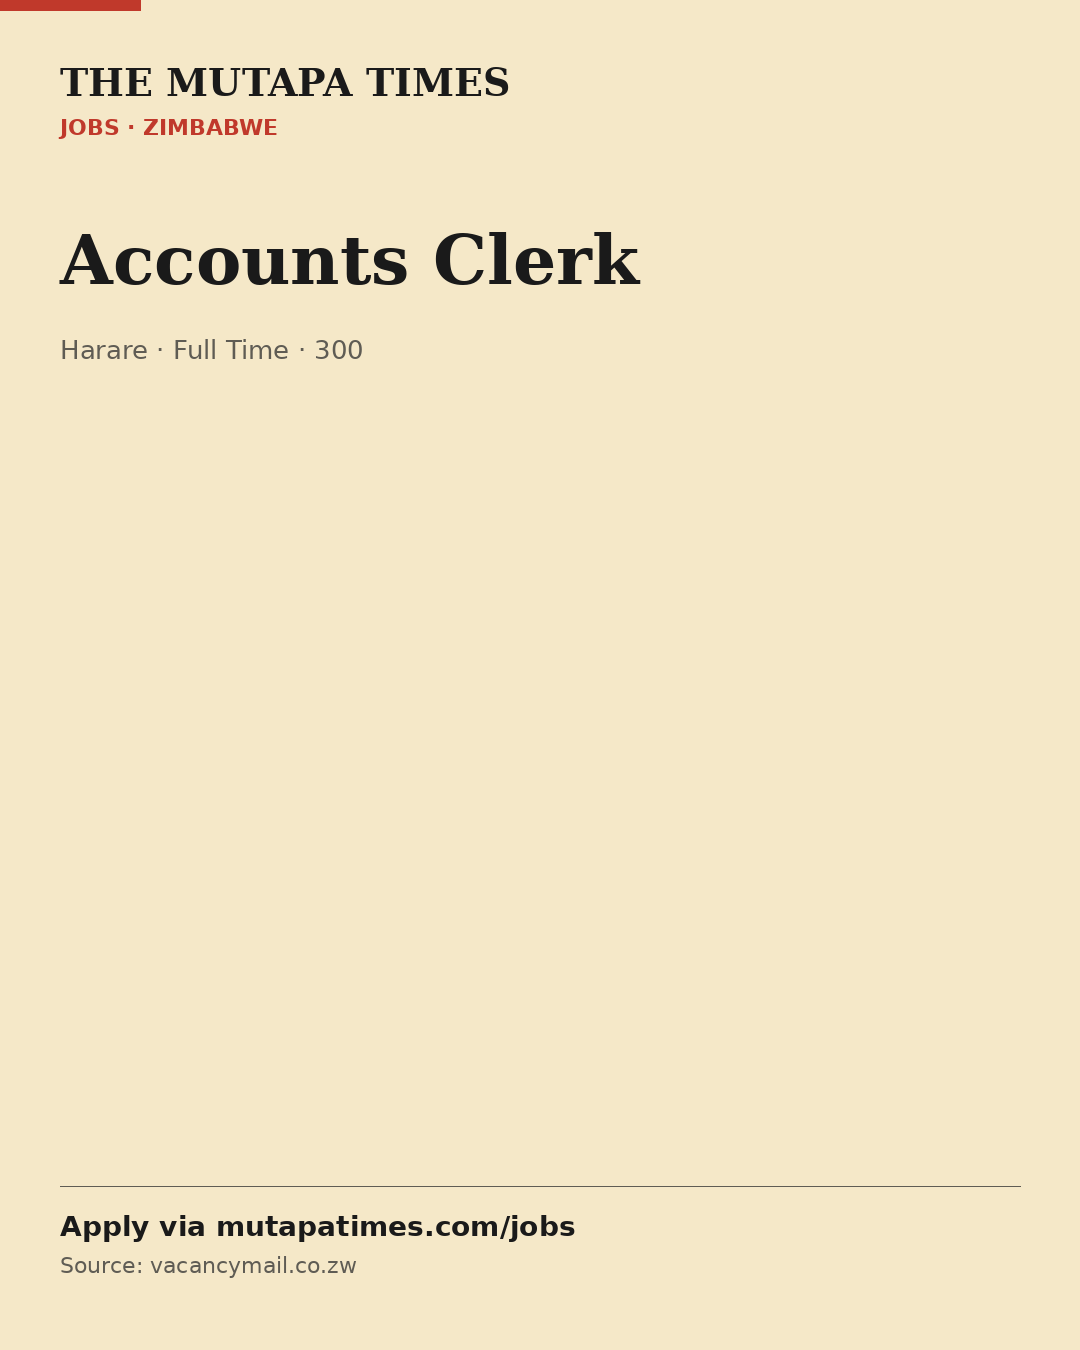 THE MUTAPA TIMES
JOBS · ZIMBABWE
Accounts Clerk
Harare · Full Time · 300
Apply via mutapatimes.com/jobs
Source: vacancymail.co.zw